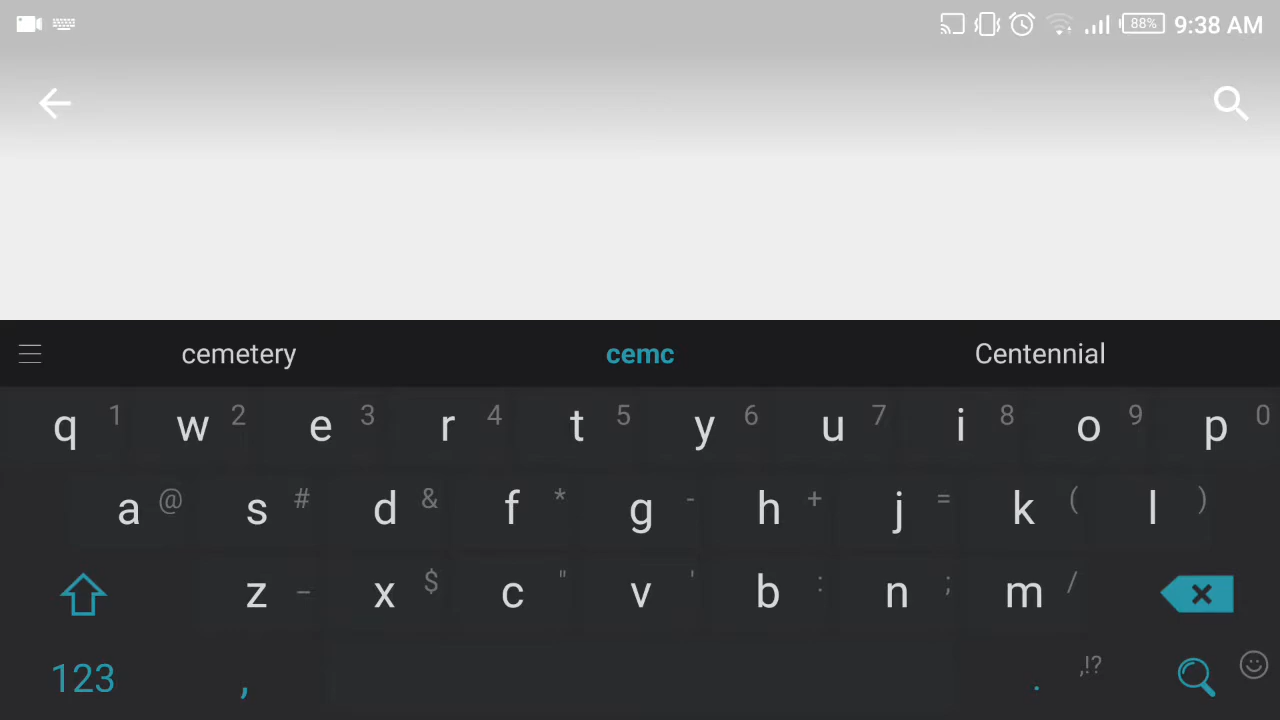 88% 9:38 AM
cemetery cemc Centennial
q 1 w 2 e 3 r 4 t 5 y 6 u 7 i 8 o 9 p 0
a @ s # d & f * g - h + j = k ( l )
z _ x $ c " v ' b : n ; m /
123 , . ,!?